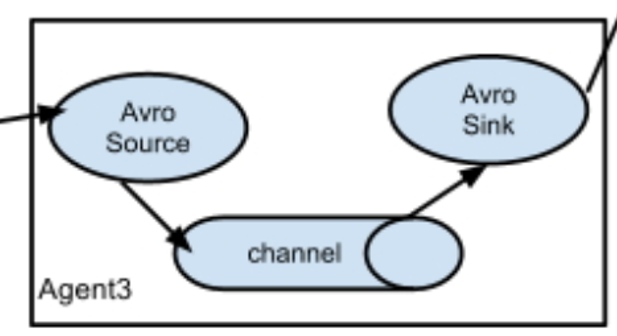 Avro
Source
Avro
Sink
channel
Agent3